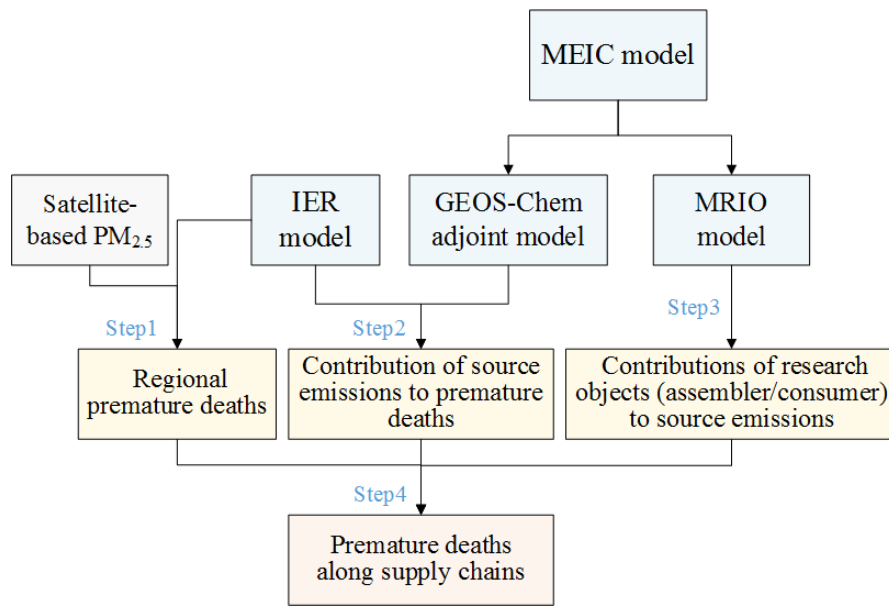 MEIC model
Satellite-
based PM₂.₅
IER
model
GEOS-Chem
adjoint model
MRIO
model
Step1
Step2
Step3
Regional
premature deaths
Contribution of source
emissions to premature
deaths
Contributions of research
objects (assembler/consumer)
to source emissions
Step4
Premature deaths
along supply chains